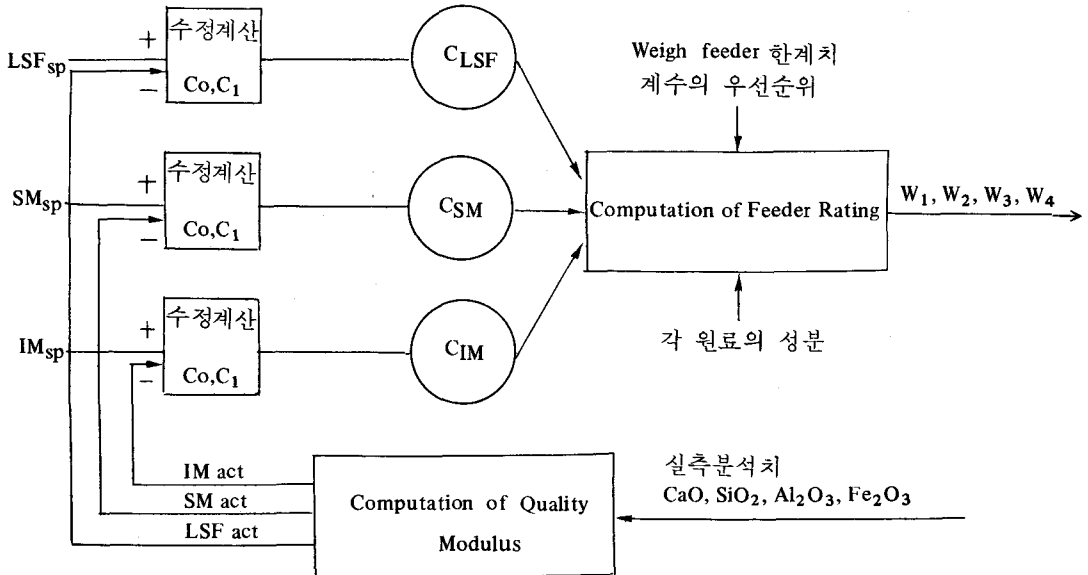 LSFsp
+
−
수정계산
Co,C1
CLSF
Weigh feeder 한계치
계수의 우선순위
SMsp
+
−
수정계산
Co,C1
CSM
Computation of Feeder Rating
W1, W2, W3, W4
IMsp
+
−
수정계산
Co,C1
CIM
각 원료의 성분
IM act
SM act
LSF act
Computation of Quality
Modulus
실측분석치
CaO, SiO2, Al2O3, Fe2O3